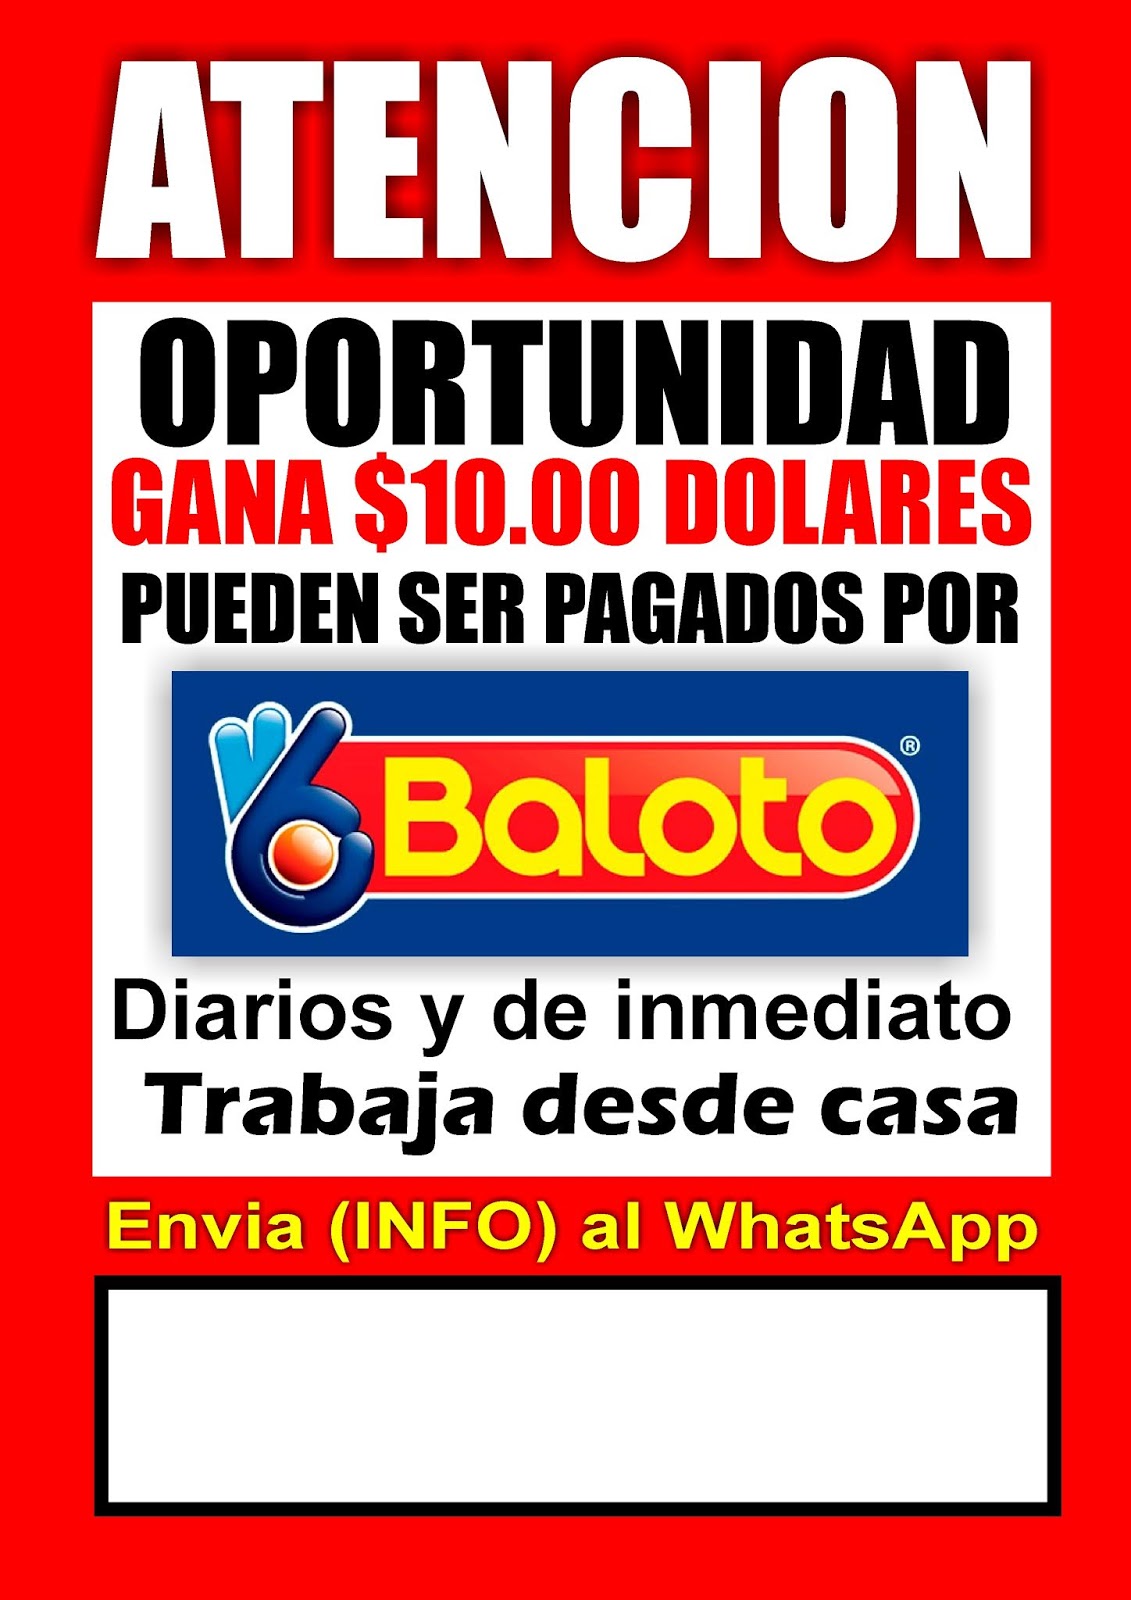 ATENCION
OPORTUNIDAD
GANA $10.00 DOLARES
PUEDEN SER PAGADOS POR
Baloto ®
Diarios y de inmediato
Trabaja desde casa
Envia (INFO) al WhatsApp